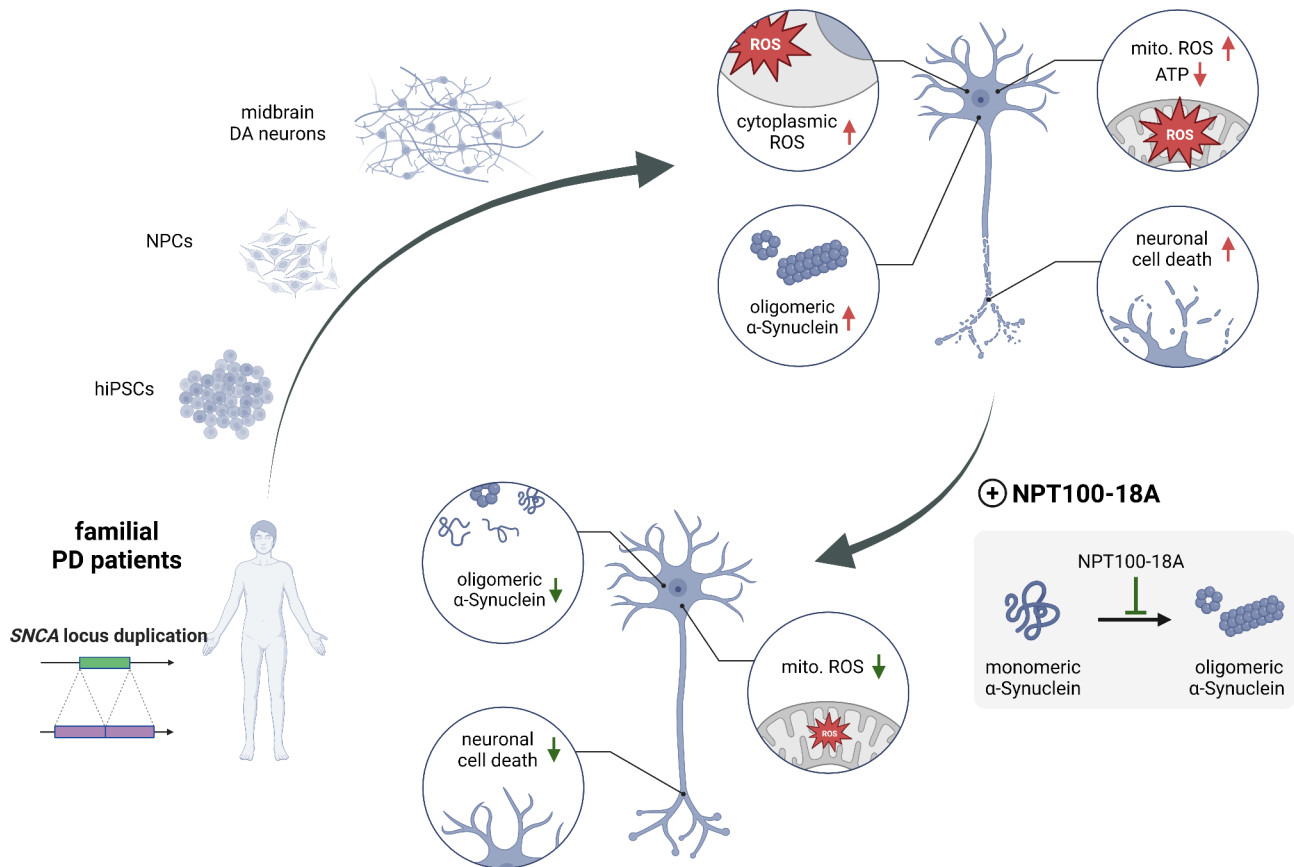 midbrain
DA neurons
NPCs
hiPSCs
familial
PD patients
SNCA locus duplication
ROS
cytoplasmic
ROS
mito. ROS
ATP
ROS
oligomeric
α-Synuclein
neuronal
cell death
NPT100-18A
NPT100-18A
monomeric
α-Synuclein
oligomeric
α-Synuclein
oligomeric
α-Synuclein
mito. ROS
ROS
neuronal
cell death